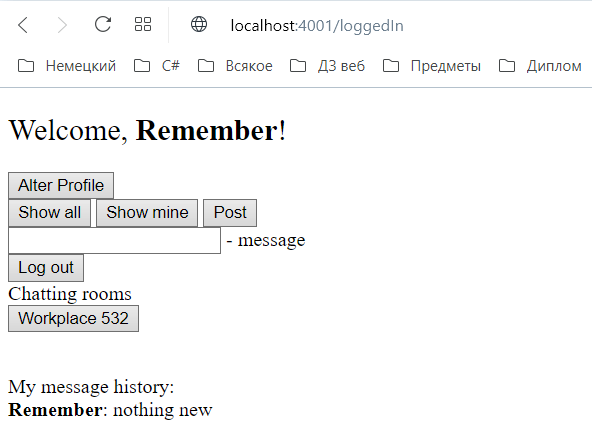 localhost:4001/loggedIn
Немецкий C# Всякое ДЗ веб Предметы Диплом
Welcome, Remember!
Alter Profile
Show all Show mine Post
- message
Log out
Chatting rooms
Workplace 532
My message history:
Remember: nothing new